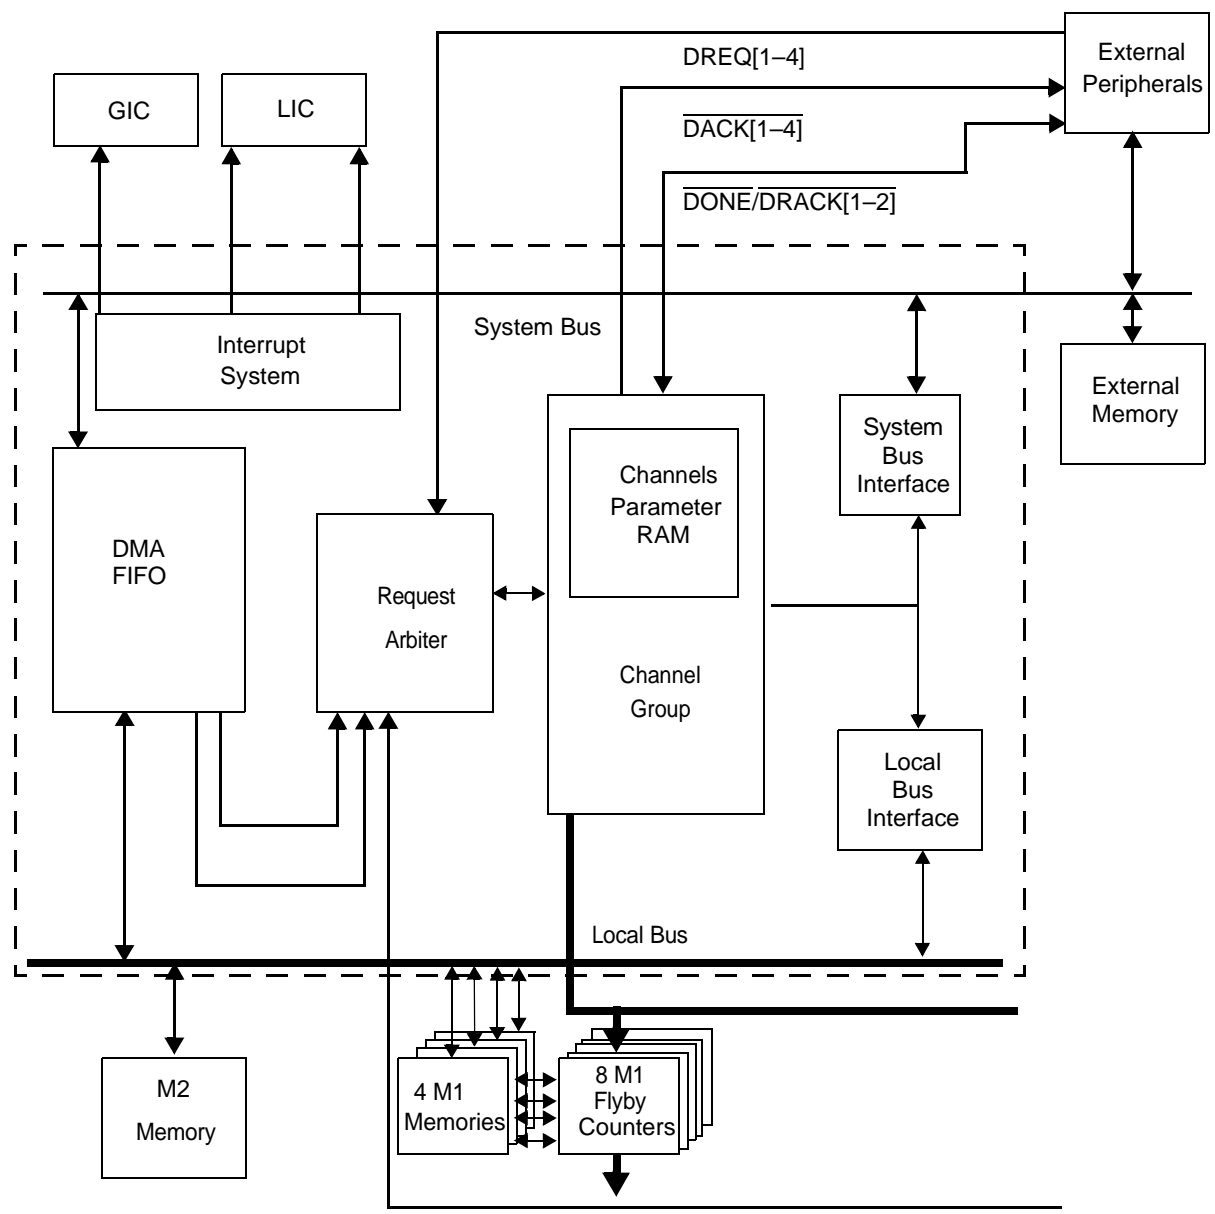 DREQ[1–4]
External
Peripherals
GIC
LIC
DACK[1–4]
DONE/DRACK[1–2]
System Bus
Interrupt
System
External
Memory
Channels
Parameter
RAM
System
Bus
Interface
DMA
FIFO
Request
Arbiter
Channel
Group
Local
Bus
Interface
Local Bus
M2
Memory
4 M1
Memories
8 M1
Flyby
Counters